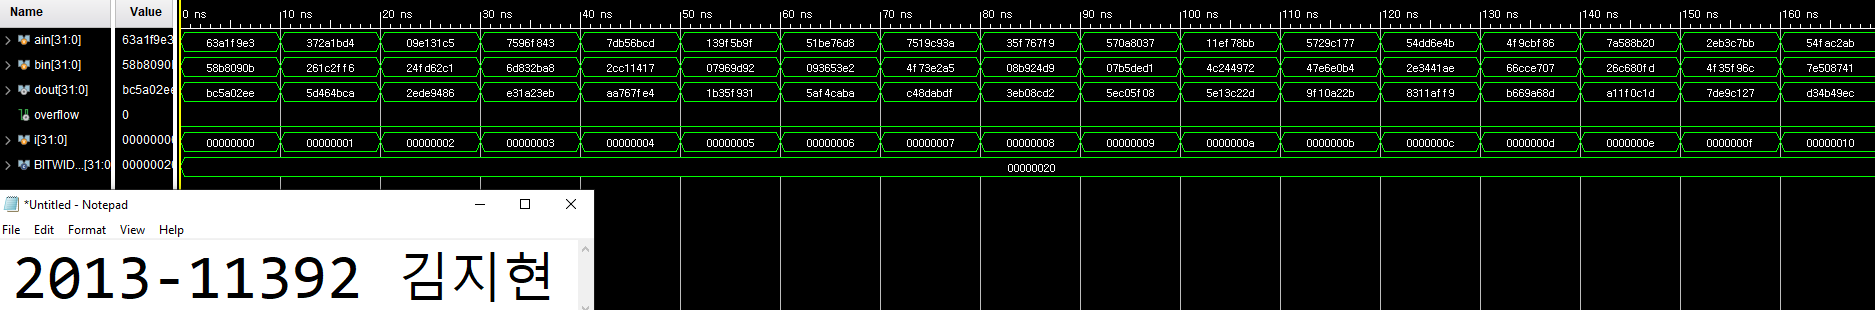 Name Value 0 ns 10 ns 20 ns 30 ns 40 ns 50 ns 60 ns 70 ns 80 ns 90 ns 100 ns 110 ns 120 ns 130 ns 140 ns 150 ns 160 ns
ain[31:0] 63a1f9e3 63a1f9e3 372a1bd4 09e131c5 7596f843 7db56bcd 139f5b9f 51be76d8 7519c93a 35f767f9 570a8037 11ef78bb 5729c177 54dd6e4b 4f9cbf86 7a588b20 2eb3c7bb 54fac2ab
bin[31:0] 58b8090b 58b8090b 261c2ff6 24fd62c1 6d832ba8 2cc11417 07969d92 093653e2 4f73e2a5 08b924d9 07b5ded1 4c244972 47e6e0b4 2e3441ae 66cce707 26c680fd 4f35f96c 7e508741
dout[31:0] bc5a02ee bc5a02ee 5d464bca 2ede9486 e31a23eb aa767fe4 1b35f931 5af4caba c48dabdf 3eb08cd2 5ec05f08 5e13c22d 9f10a22b 8311aff9 b669a68d a11f0c1d 7de9c127 d34b49ec
overflow 0
i[31:0] 00000000 00000000 00000001 00000002 00000003 00000004 00000005 00000006 00000007 00000008 00000009 0000000a 0000000b 0000000c 0000000d 0000000e 0000000f 00000010
BITWID...[31:0 00000020 00000020
*Untitled - Notepad
File Edit Format View Help
2013-11392 김지현